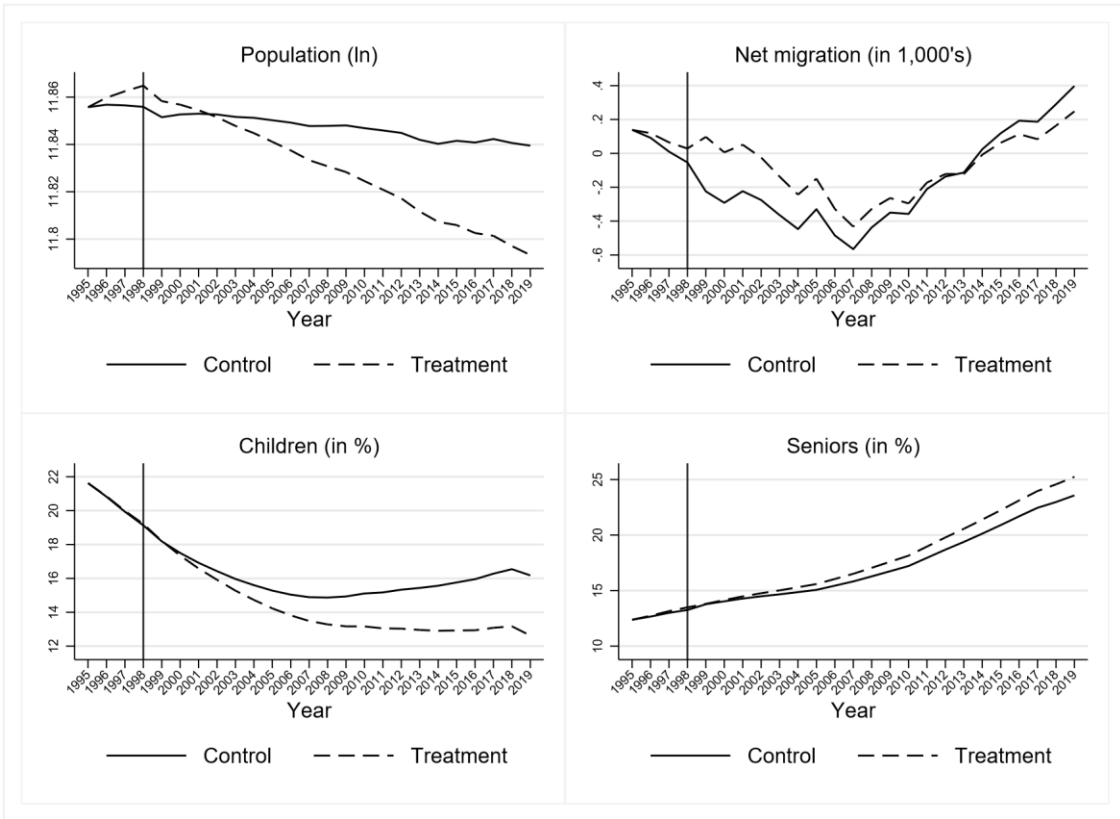 Population (ln)
11.86
11.84
11.82
11.8
1995 1996 1997 1998 1999 2000 2001 2002 2003 2004 2005 2006 2007 2008 2009 2010 2011 2012 2013 2014 2015 2016 2017 2018 2019
Year
Control Treatment
Net migration (in 1,000's)
.4
.2
0
-.2
-.4
-.6
1995 1996 1997 1998 1999 2000 2001 2002 2003 2004 2005 2006 2007 2008 2009 2010 2011 2012 2013 2014 2015 2016 2017 2018 2019
Year
Control Treatment
Children (in %)
22
20
18
16
14
12
1995 1996 1997 1998 1999 2000 2001 2002 2003 2004 2005 2006 2007 2008 2009 2010 2011 2012 2013 2014 2015 2016 2017 2018 2019
Year
Control Treatment
Seniors (in %)
25
20
15
10
1995 1996 1997 1998 1999 2000 2001 2002 2003 2004 2005 2006 2007 2008 2009 2010 2011 2012 2013 2014 2015 2016 2017 2018 2019
Year
Control Treatment